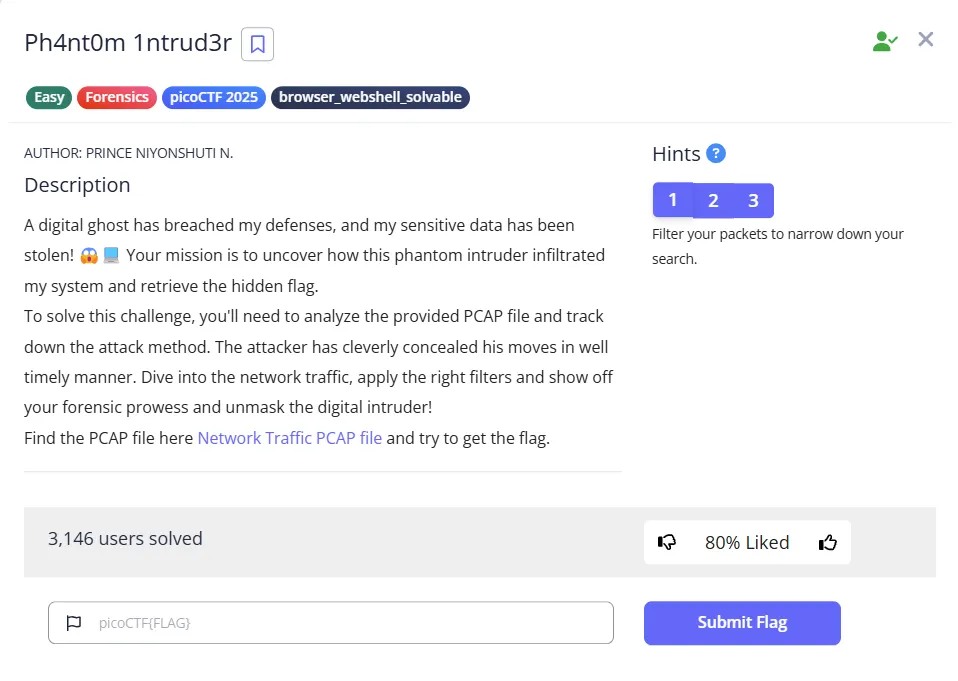 Ph4nt0m 1ntrud3r
Easy Forensics picoCTF 2025 browser_webshell_solvable
AUTHOR: PRINCE NIYONSHUTI N.
Description
A digital ghost has breached my defenses, and my sensitive data has been
stolen! 😱💻 Your mission is to uncover how this phantom intruder infiltrated
my system and retrieve the hidden flag.
To solve this challenge, you'll need to analyze the provided PCAP file and track
down the attack method. The attacker has cleverly concealed his moves in well
timely manner. Dive into the network traffic, apply the right filters and show off
your forensic prowess and unmask the digital intruder!
Find the PCAP file here Network Traffic PCAP file and try to get the flag.
Hints ?
1 2 3
Filter your packets to narrow down your
search.
3,146 users solved
80% Liked
picoCTF{FLAG}
Submit Flag